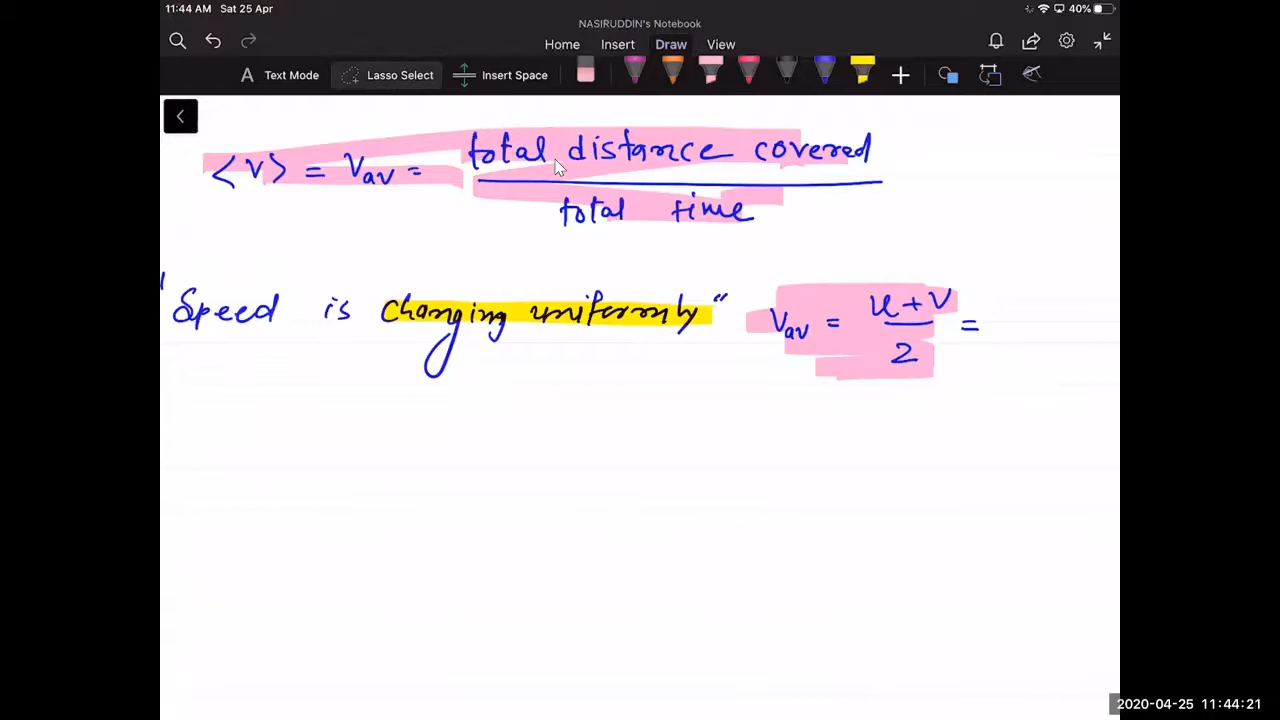 11:44 AM Sat 25 Apr
40%
NASIRUDDIN's Notebook
Home Insert Draw View
A Text Mode Lasso Select Insert Space
<v> = Vav = total distance covered
total time
"Speed is changing uniformly" Vav = u+v =
2
2020-04-25 11:44:21